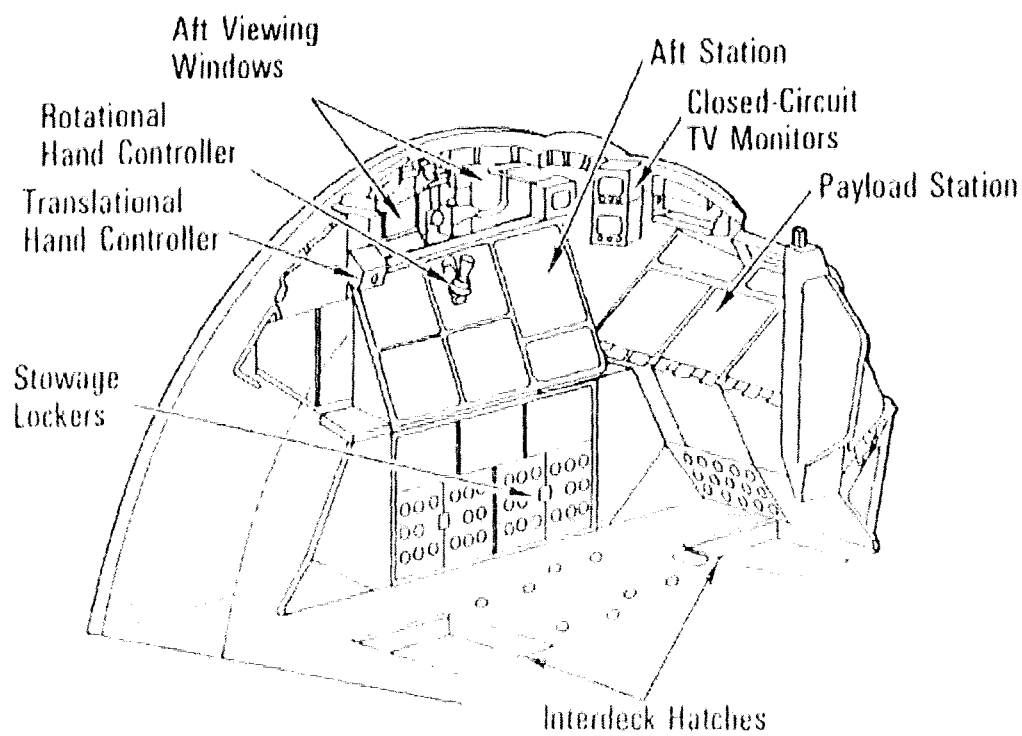 Aft Viewing
Windows
Aft Station
Rotational
Hand Controller
Closed-Circuit
TV Monitors
Translational
Hand Controller
Payload Station
Stowage
Lockers
Interdeck Hatches